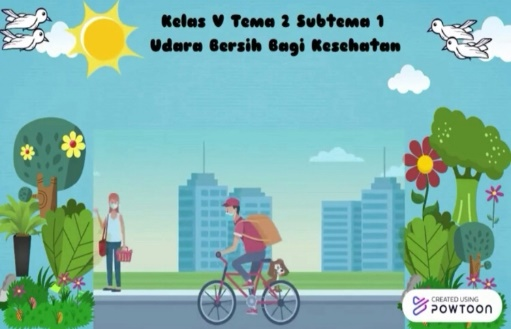 Kelas V Tema 2 Subtema 1
Udara Bersih Bagi Kesehatan
CREATED USING
POWTOON